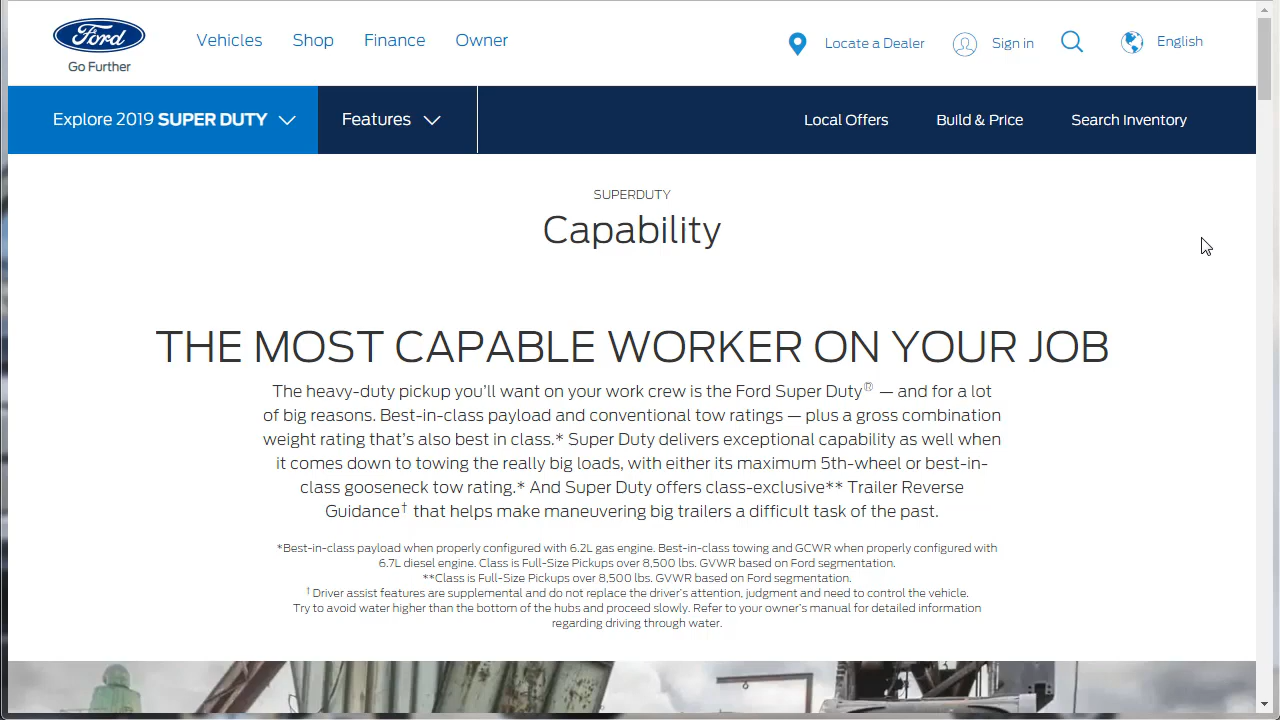 Ford
Go Further
Vehicles Shop Finance Owner
Locate a Dealer Sign in English
Explore 2019 SUPER DUTY Features Local Offers Build & Price Search Inventory
SUPERDUTY
Capability
THE MOST CAPABLE WORKER ON YOUR JOB
The heavy-duty pickup you'll want on your work crew is the Ford Super Duty® — and for a lot
of big reasons. Best-in-class payload and conventional tow ratings — plus a gross combination
weight rating that's also best in class.* Super Duty delivers exceptional capability as well when
it comes down to towing the really big loads, with either its maximum 5th-wheel or best-in-
class gooseneck tow rating.* And Super Duty offers class-exclusive** Trailer Reverse
Guidance† that helps make maneuvering big trailers a difficult task of the past.
*Best-in-class payload when properly configured with 6.2L gas engine. Best-in-class towing and GCWR when properly configured with
6.7L diesel engine. Class is Full-Size Pickups over 8,500 lbs. GVWR based on Ford segmentation.
**Class is Full-Size Pickups over 8,500 lbs. GVWR based on Ford segmentation.
† Driver assist features are supplemental and do not replace the driver's attention, judgment and need to control the vehicle.
Try to avoid water higher than the bottom of the hubs and proceed slowly. Refer to your owner's manual for detailed information
regarding driving through water.